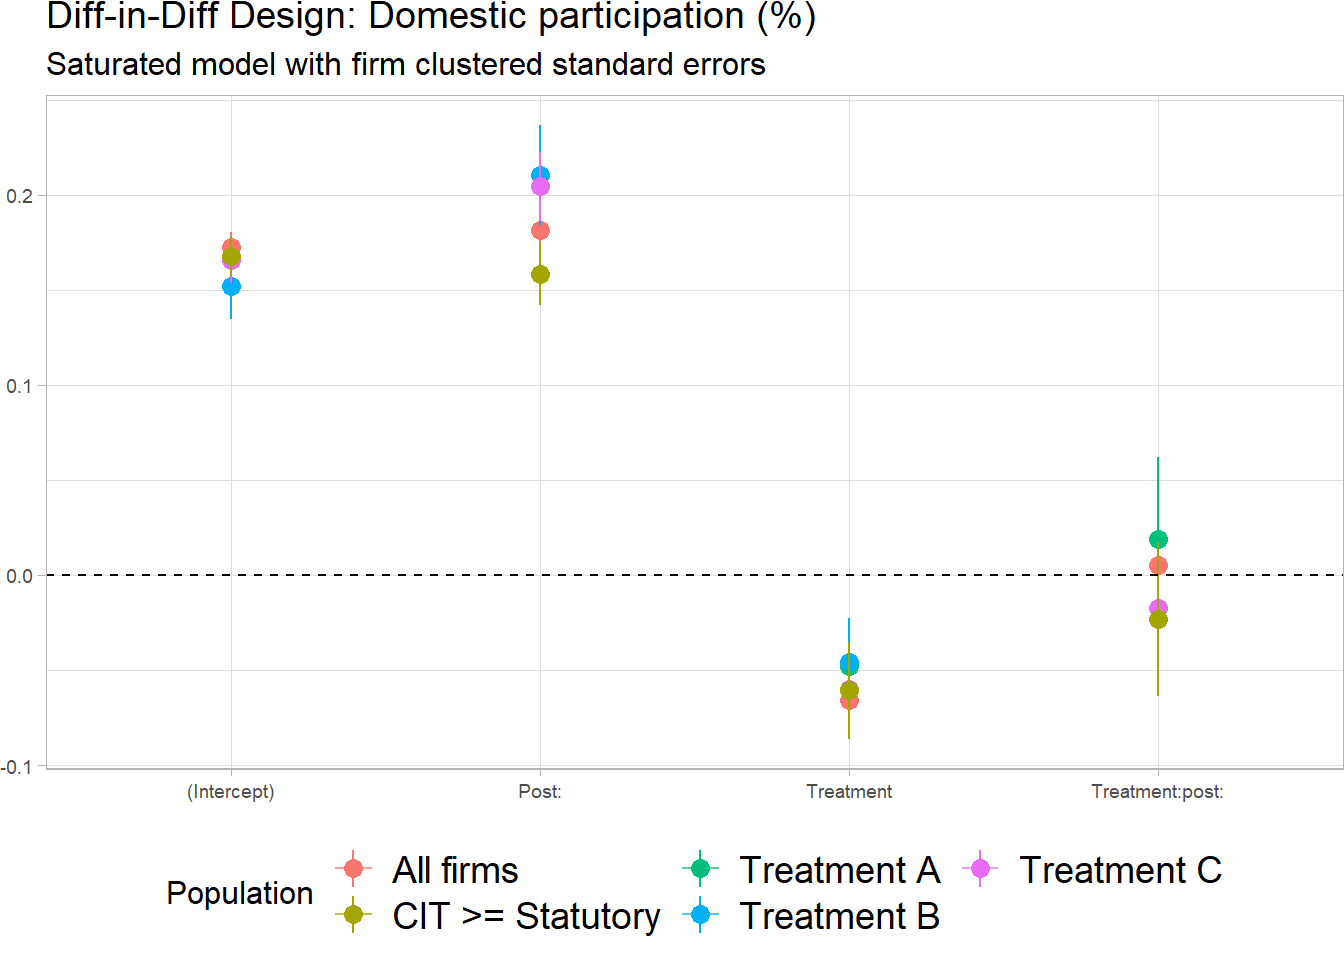 Diff-in-Diff Design: Domestic participation (%)
Saturated model with firm clustered standard errors
0.2
0.1
0.0
-0.1
(Intercept) Post: Treatment Treatment:post:
Population
All firms Treatment A Treatment C
CIT >= Statutory Treatment B